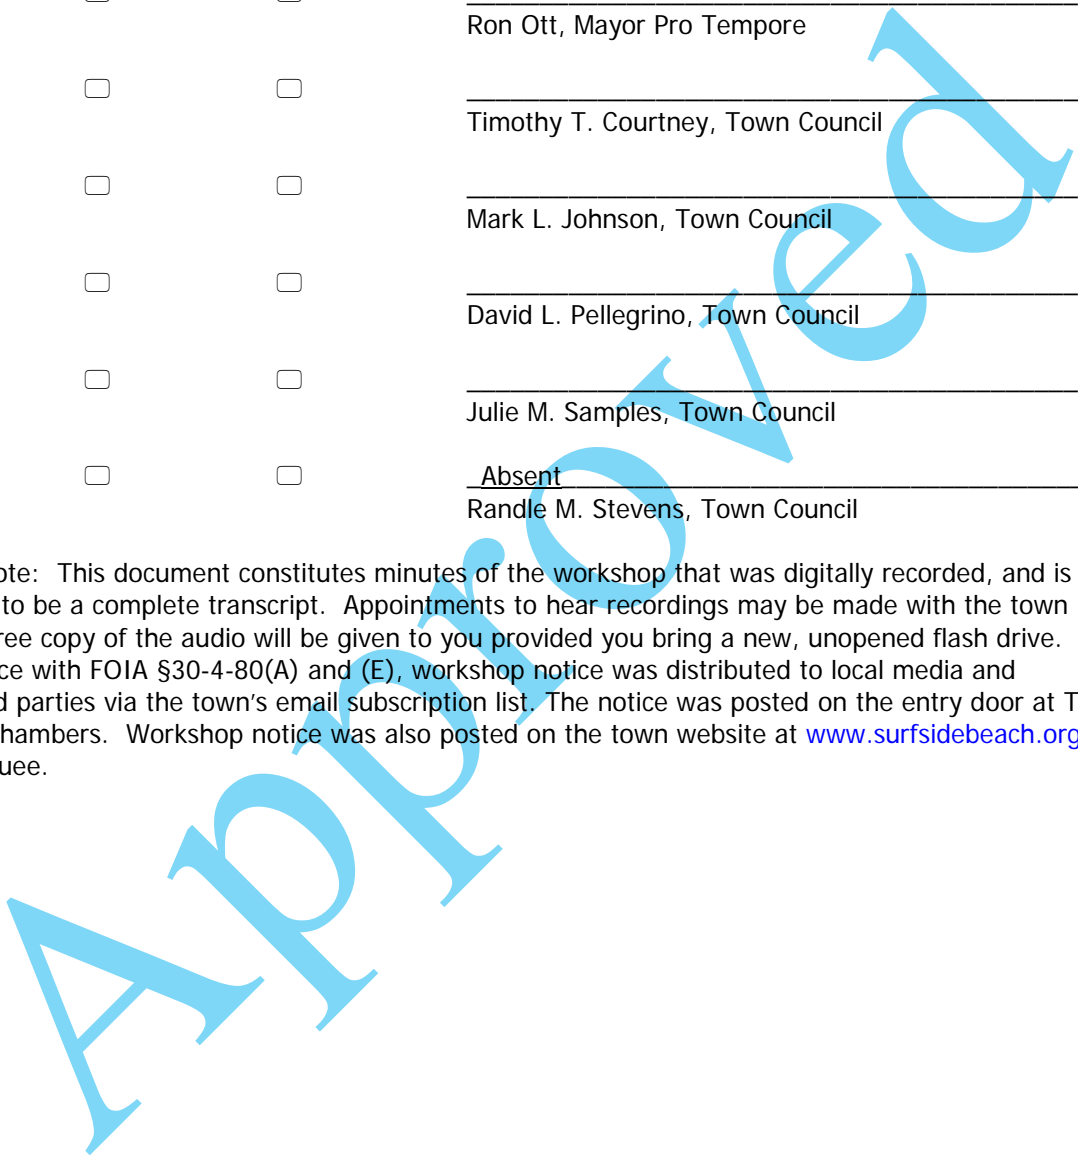 Ron Ott, Mayor Pro Tempore
Timothy T. Courtney, Town Council
Mark L. Johnson, Town Council
David L. Pellegrino, Town Council
Julie M. Samples, Town Council
Absent
Randle M. Stevens, Town Council
ote: This document constitutes minutes of the workshop that was digitally recorded, and is
to be a complete transcript. Appointments to hear recordings may be made with the town
ree copy of the audio will be given to you provided you bring a new, unopened flash drive.
ce with FOIA §30-4-80(A) and (E), workshop notice was distributed to local media and
d parties via the town's email subscription list. The notice was posted on the entry door at T
hambers. Workshop notice was also posted on the town website at www.surfsidebeach.org
uee.
Approved